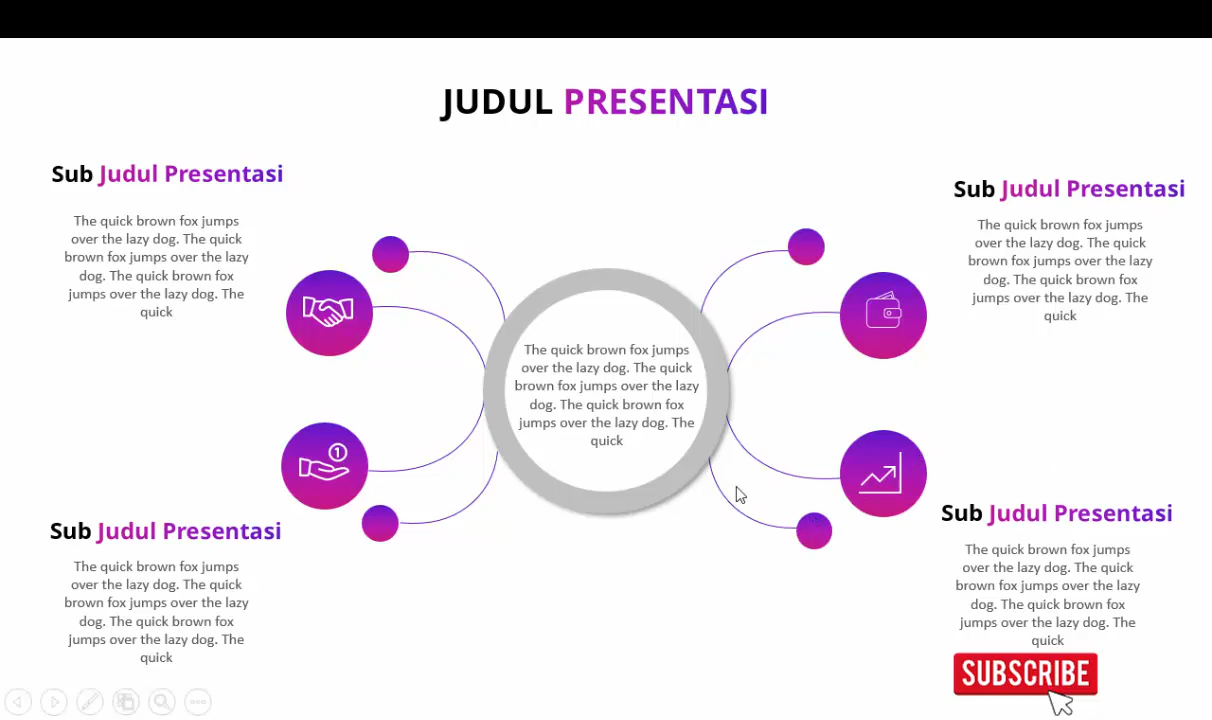 JUDUL PRESENTASI
Sub Judul Presentasi
The quick brown fox jumps
over the lazy dog. The quick
brown fox jumps over the lazy
dog. The quick brown fox
jumps over the lazy dog. The
quick
Sub Judul Presentasi
The quick brown fox jumps
over the lazy dog. The quick
brown fox jumps over the lazy
dog. The quick brown fox
jumps over the lazy dog. The
quick
The quick brown fox jumps
over the lazy dog. The quick
brown fox jumps over the lazy
dog. The quick brown fox
jumps over the lazy dog. The
quick
1
Sub Judul Presentasi
The quick brown fox jumps
over the lazy dog. The quick
brown fox jumps over the lazy
dog. The quick brown fox
jumps over the lazy dog. The
quick
Sub Judul Presentasi
The quick brown fox jumps
over the lazy dog. The quick
brown fox jumps over the lazy
dog. The quick brown fox
jumps over the lazy dog. The
quick
SUBSCRIBE